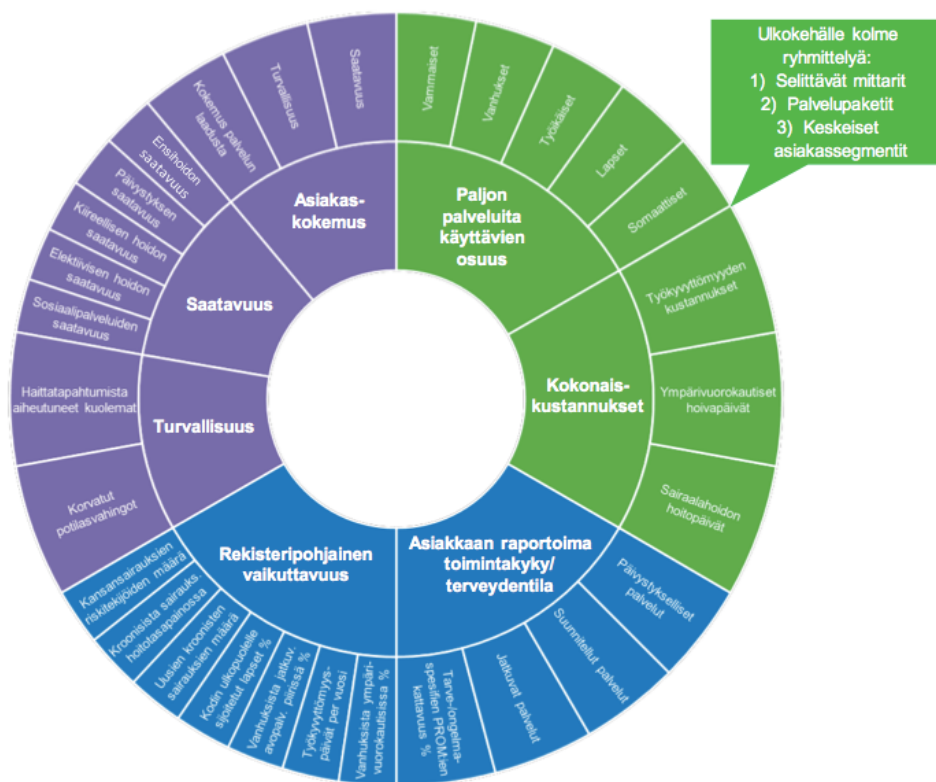 Ulkokehälle kolme
ryhmittelyä:
1) Selittävät mittarit
2) Palvelupaketit
3) Keskeiset
asiakassegmentit
Paljon
palveluita
käyttävien
osuus
Vammaiset
Vanhukset
Työikäiset
Lapset
Somaattiset
Kokonais-
kustannukset
Työkyvyttömyyden
kustannukset
Ympärivuorokautiset
hoivapäivät
Sairaalahoidon
hoitopäivät
Asiakkaan raportoima
toimintakyky/
terveydentila
Päivystykselliset
palvelut
Suunnitellut palvelut
Jatkuvat palvelut
Tarve-/ongelma-
spesifien PROM:ien
kattavuus %
Rekisteripohjainen
vaikuttavuus
Vanhuksista ympäri-
vuorokautisissa %
Työkyvyttömyys-
päivät per vuosi
Vanhuksista jatkuv.
avopalv. piirissä %
Kodin ulkopuolelle
sijoitetut lapset %
Uusien kroonisten
sairauksien määrä
Kroonisista sairauks.
hoitotasapainossa
Kansansairauksien
riskitekijöiden määrä
Turvallisuus
Korvatut
potilasvahingot
Haittatapahtumista
aiheutuneet kuolemat
Saatavuus
Sosiaalipalveluiden
saatavuus
Elektiivisen hoidon
saatavuus
Kiireellisen hoidon
saatavuus
Päivystyksen
saatavuus
Ensihoidon
saatavuus
Asiakas-
kokemus
Kokemus palvelun
laadusta
Turvallisuus
Saatavuus